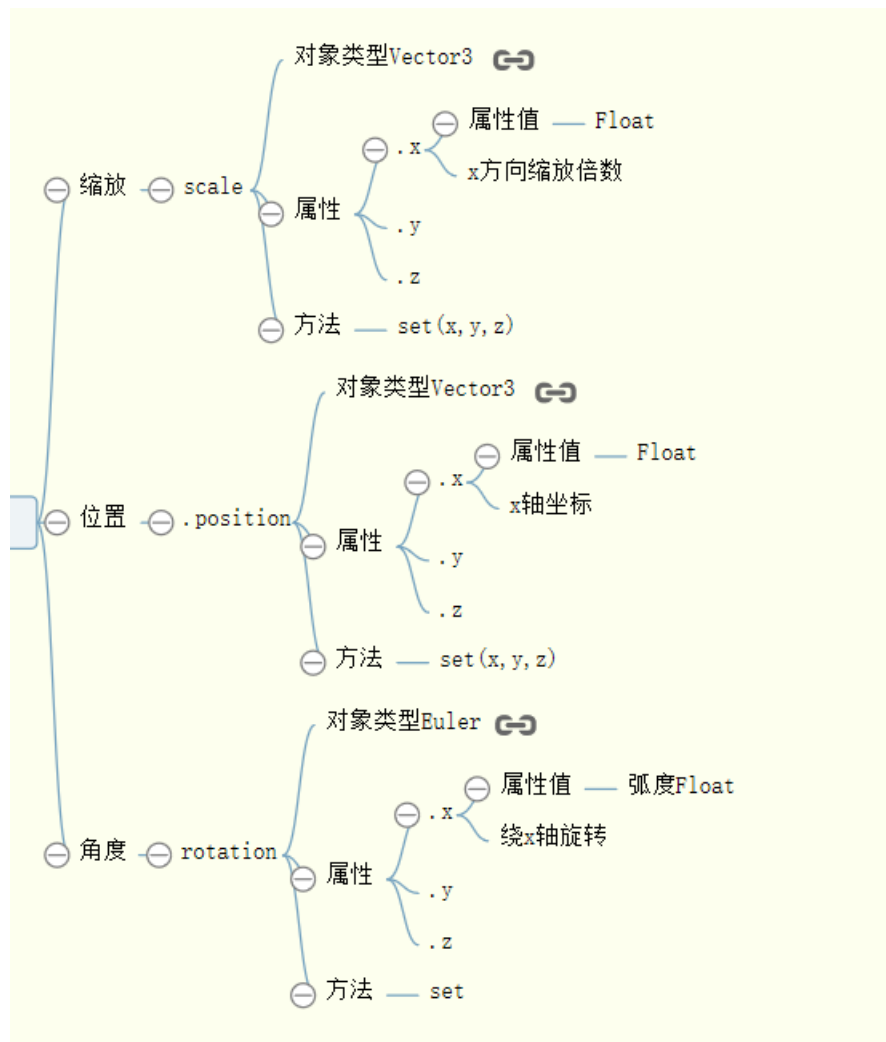 对象类型Vector3
属性值
Float
.x
x方向缩放倍数
缩放
scale
属性
.y
.z
方法
set(x,y,z)
对象类型Vector3
属性值
Float
.x
x轴坐标
位置
.position
属性
.y
.z
方法
set(x,y,z)
对象类型Euler
属性值
弧度Float
.x
绕x轴旋转
角度
rotation
属性
.y
.z
方法
set